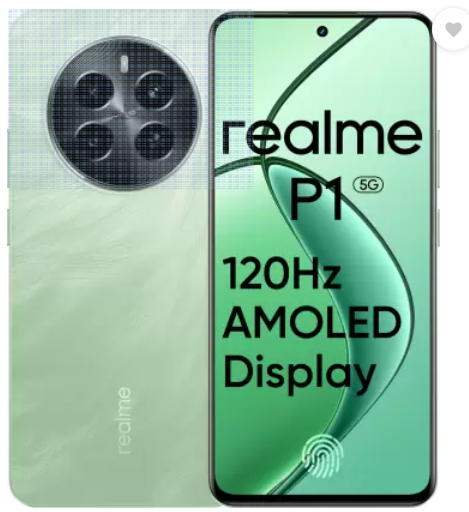 realme
P1 5G
120Hz
AMOLED
Display
realme